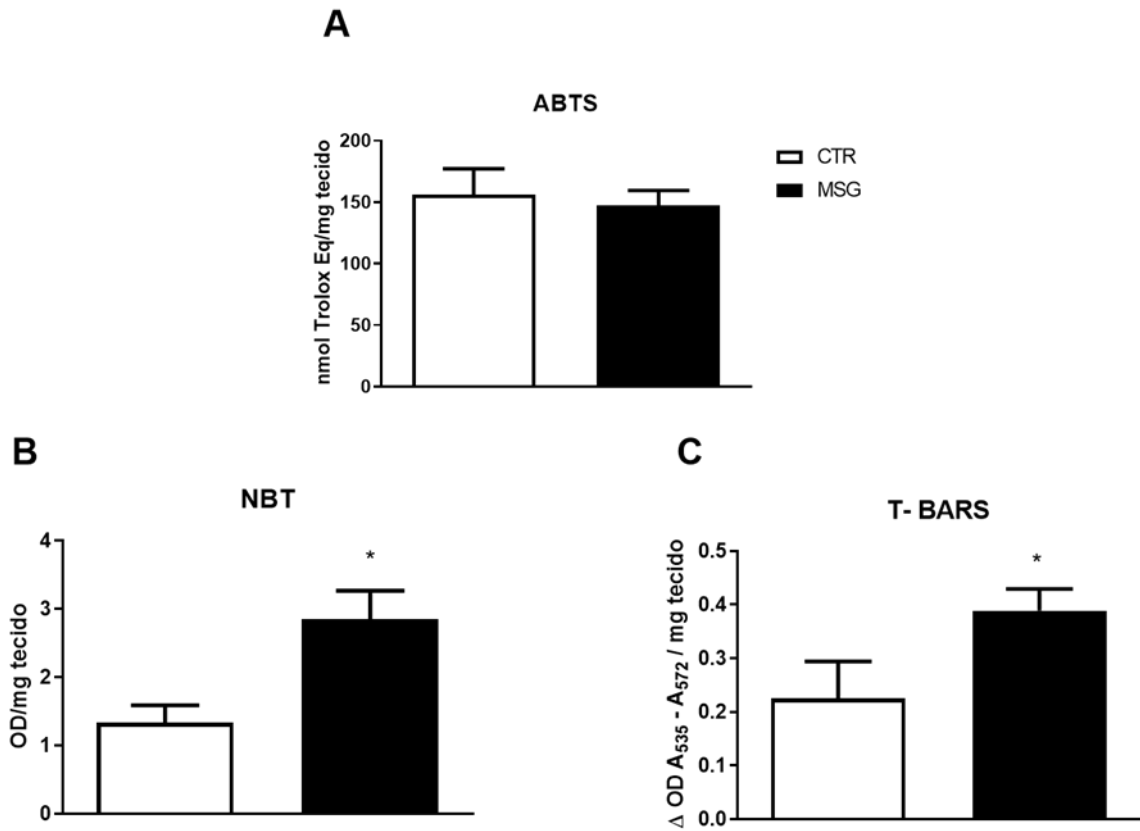 A
ABTS
nmol Trolox Eq/mg tecido
200
150
100
50
0
CTR
MSG
B
NBT
OD/mg tecido
4
3
2
1
0
*
C
T- BARS
Δ OD A₅₃₅ - A₅₇₂ / mg tecido
0.5
0.4
0.3
0.2
0.1
0.0
*